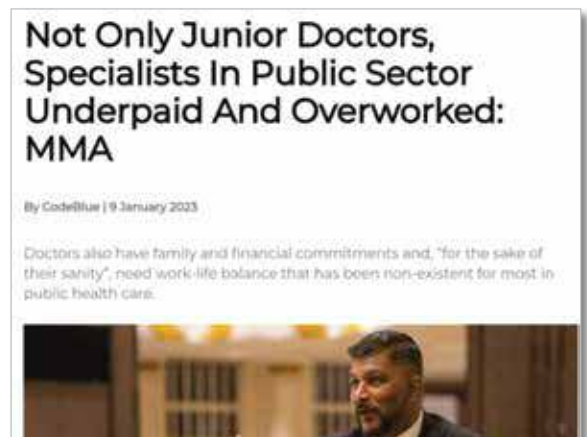 Not Only Junior Doctors,
Specialists In Public Sector
Underpaid And Overworked:
MMA
By CodeBlue | 9 January 2023
Doctors also have family and financial commitments and, "for the sake of
their sanity", need work-life balance that has been non-existent for most in
public health care.